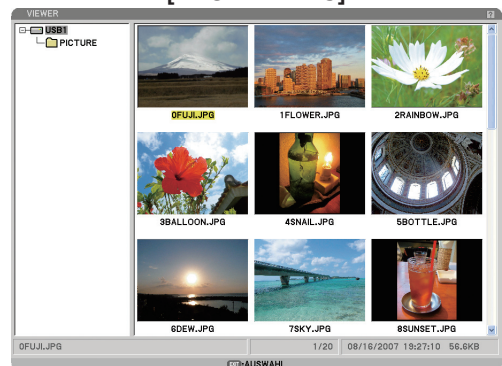 VIEWER
USB1
PICTURE
0FUJI.JPG 1FLOWER.JPG 2RAINBOW.JPG
3BALLOON.JPG 4SNAIL.JPG 5BOTTLE.JPG
6DEW.JPG 7SKY.JPG 8SUNSET.JPG
0FUJI.JPG 1/20 08/16/2007 19:27:10 56.6KB
:AUSWAHL